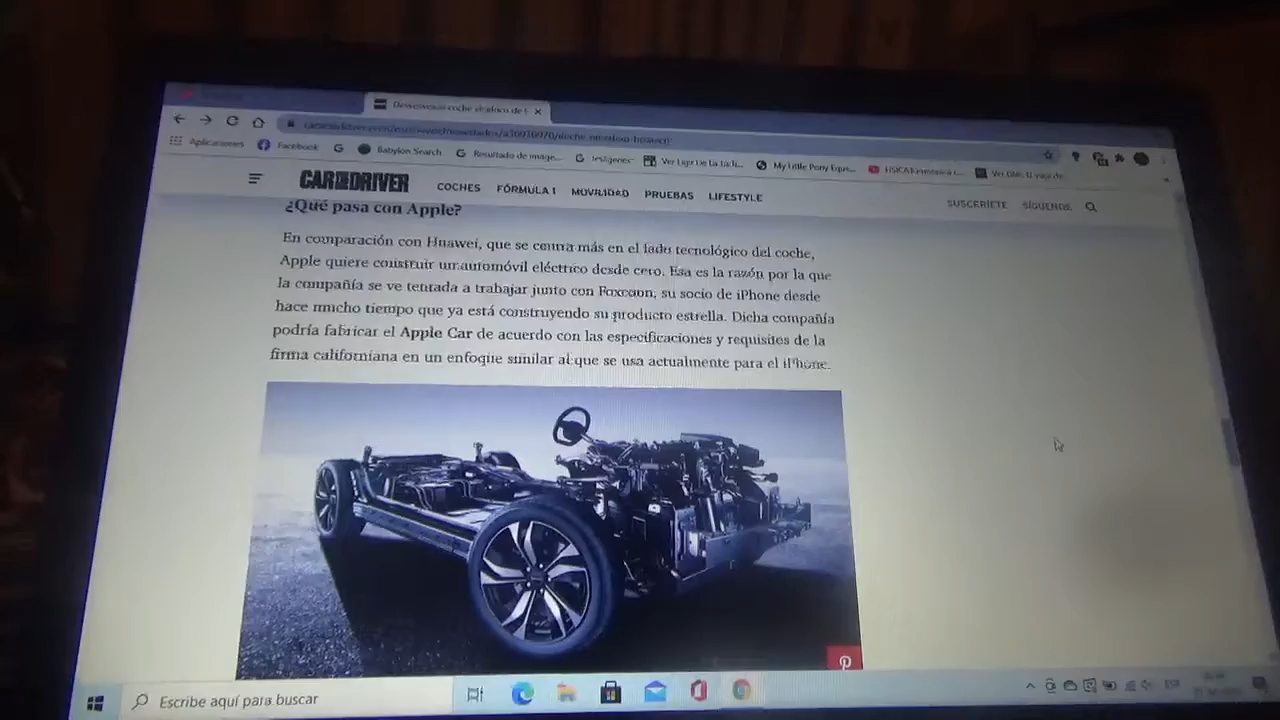 Aplicaciones
Facebook
G
Babylon Search
Resultado de image...
My Little Pony Eque...
CAR AND DRIVER
COCHES
FÓRMULA 1
MOVILIDAD
PRUEBAS
LIFESTYLE
SUSCRÍBETE
SÍGUENOS
¿Qué pasa con Apple?
En comparación con Huawei, que se centra más en el lado tecnológico del coche,
Apple quiere construir un automóvil eléctrico desde cero. Esa es la razón por la que
la compañía se ve tentada a trabajar junto con Foxconn, su socio de iPhone desde
hace mucho tiempo que ya está construyendo su producto estrella. Dicha compañía
podría fabricar el Apple Car de acuerdo con las especificaciones y requisitos de la
firma californiana en un enfoque similar al que se usa actualmente para el iPhone.
Escribe aquí para buscar
ESP